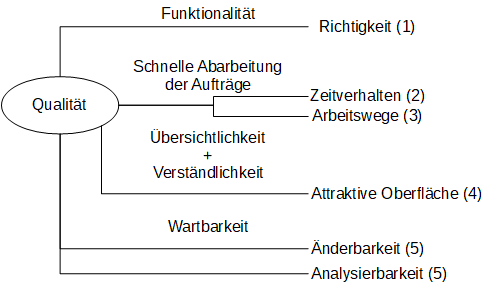 Funktionalität
Richtigkeit (1)
Schnelle Abarbeitung
der Aufträge
Zeitverhalten (2)
Qualität
Arbeitswege (3)
Übersichtlichkeit
+
Verständlichkeit
Attraktive Oberfläche (4)
Wartbarkeit
Änderbarkeit (5)
Analysierbarkeit (5)